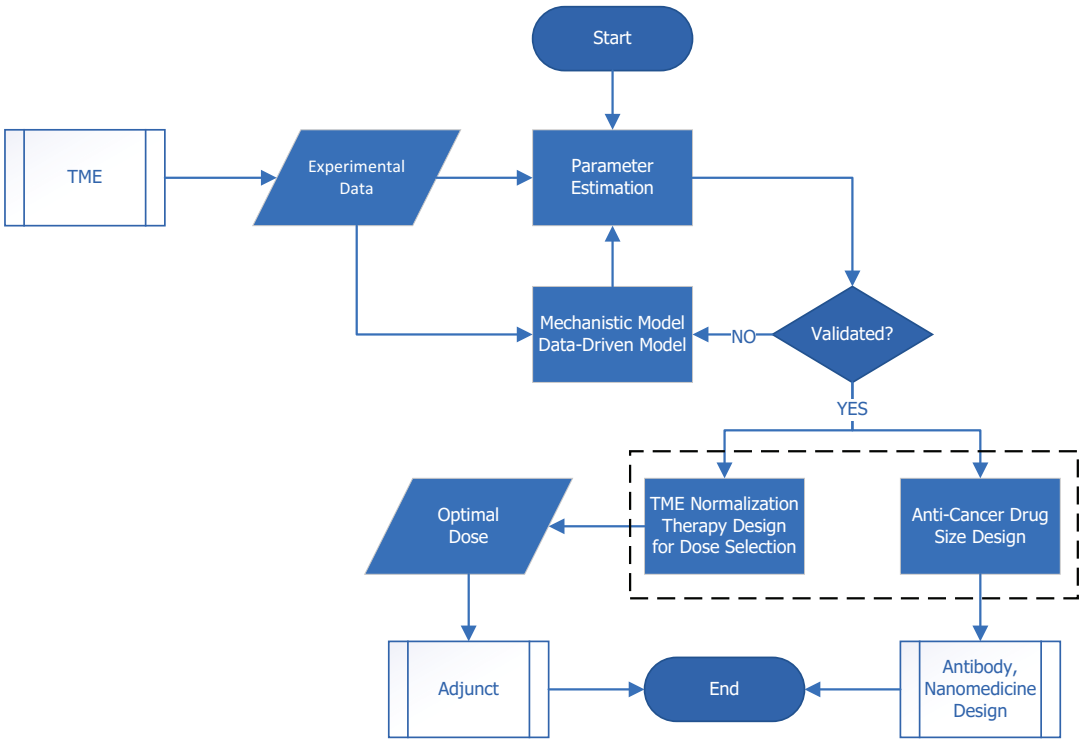 Start
TME
Experimental
Data
Parameter
Estimation
Mechanistic Model
Data-Driven Model
NO
Validated?
YES
Optimal
Dose
TME Normalization
Therapy Design
for Dose Selection
Anti-Cancer Drug
Size Design
Adjunct
End
Antibody,
Nanomedicine
Design